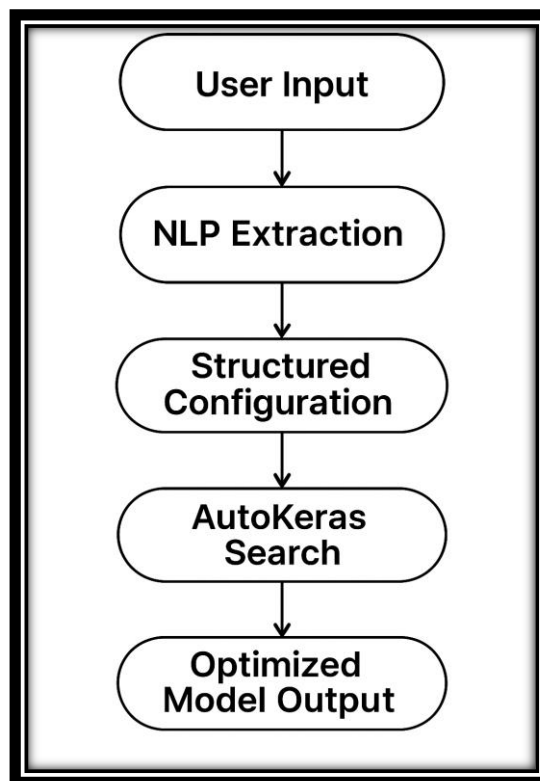 User Input
NLP Extraction
Structured
Configuration
AutoKeras
Search
Optimized
Model Output